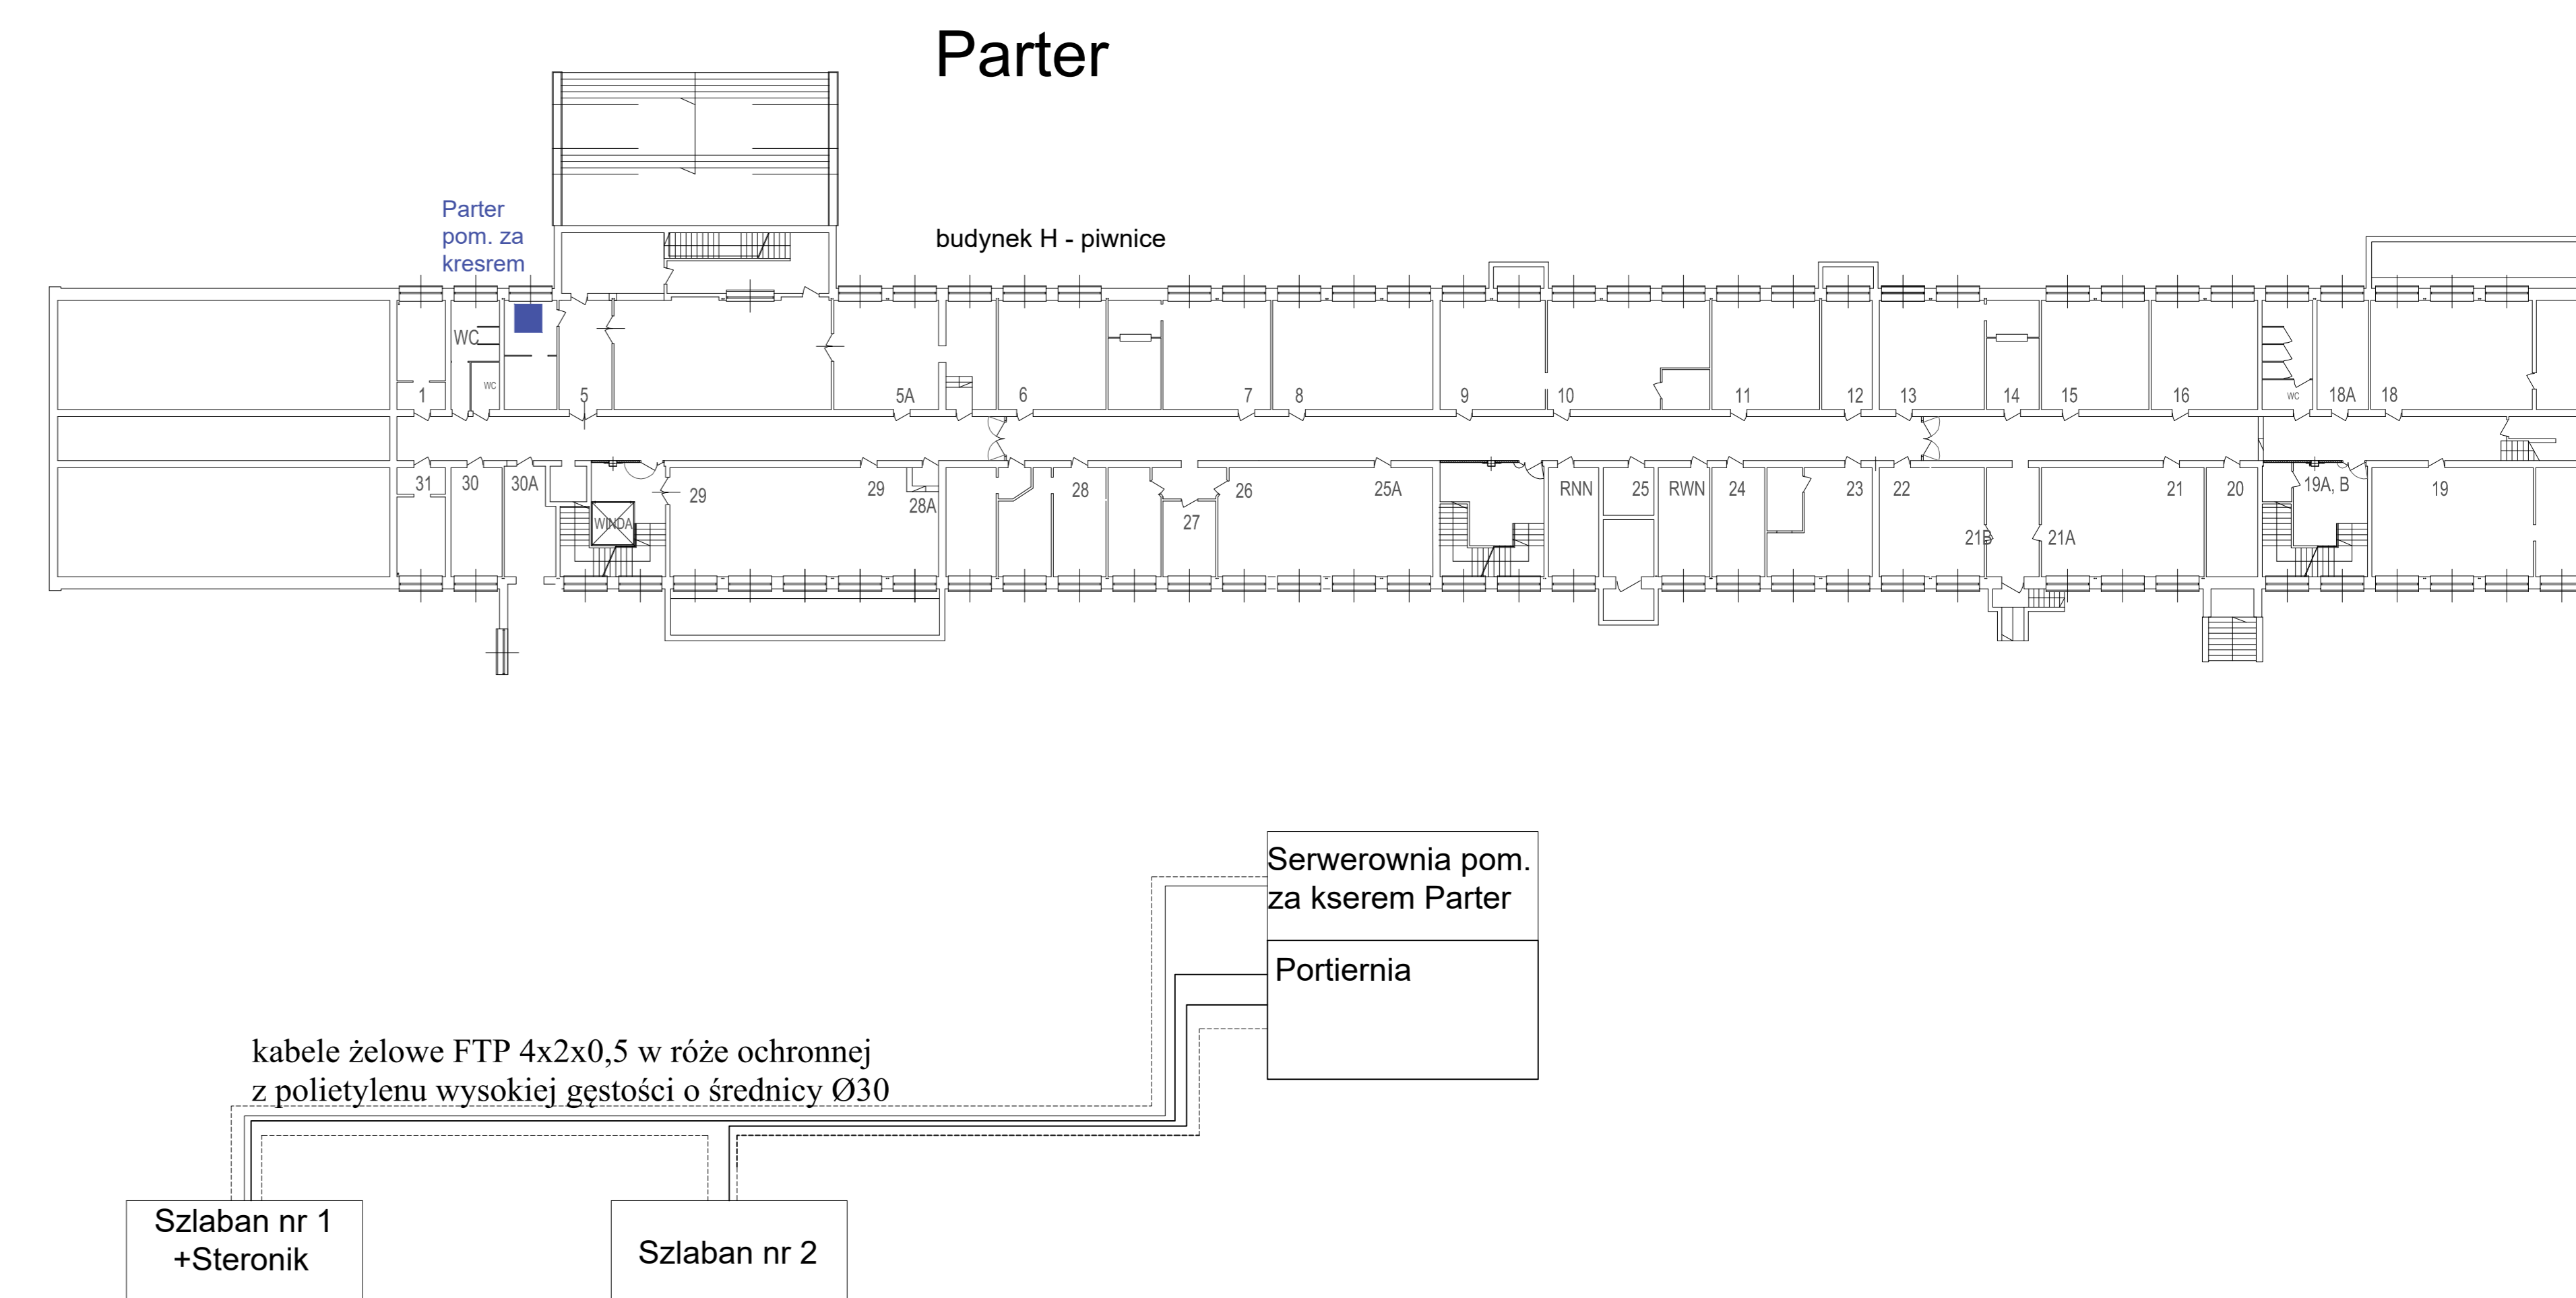 Parter
Parter
pom. za
kresrem
budynek H - piwnice
WC
WC
1
5
5A
6
7
8
9
10
11
12
13
14
15
16
WC
18A
18
31
30
30A
WINDA
29
29
28A
28
27
26
25A
RNN
25
RWN
24
23
22
21B
21A
21
20
19A, B
19
Serwerownia pom.
za kserem Parter
Portiernia
kabele żelowe FTP 4x2x0,5 w róże ochronnej
z polietylenu wysokiej gęstości o średnicy Ø30
Szlaban nr 1
+Steronik
Szlaban nr 2